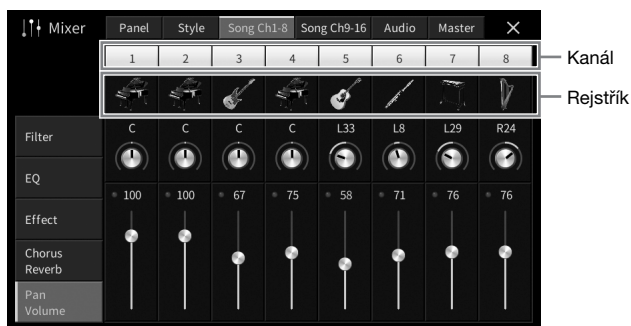 Mixer Panel Style Song Ch1-8 Song Ch9-16 Audio Master
1 2 3 4 5 6 7 8 Kanál
Rejstřík
Filter
C C C C L33 L8 L29 R24
EQ
100 100 67 75 58 71 76 76
Effect
Chorus
Reverb
Pan
Volume